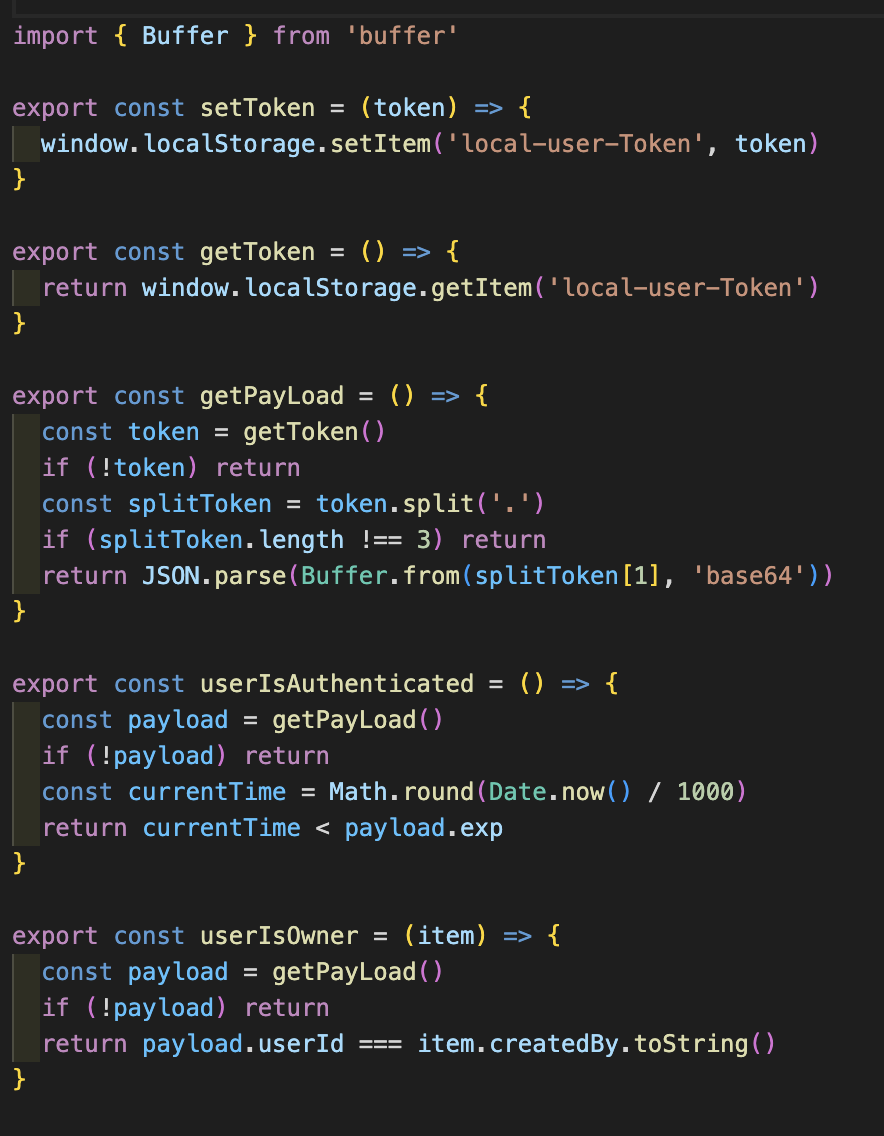 import { Buffer } from 'buffer'
export const setToken = (token) => {
window.localStorage.setItem('local-user-Token', token)
}
export const getToken = () => {
return window.localStorage.getItem('local-user-Token')
}
export const getPayLoad = () => {
const token = getToken()
if (!token) return
const splitToken = token.split('.')
if (splitToken.length !== 3) return
return JSON.parse(Buffer.from(splitToken[1], 'base64'))
}
export const userIsAuthenticated = () => {
const payload = getPayLoad()
if (!payload) return
const currentTime = Math.round(Date.now() / 1000)
return currentTime < payload.exp
}
export const userIsOwner = (item) => {
const payload = getPayLoad()
if (!payload) return
return payload.userId === item.createdBy.toString()
}